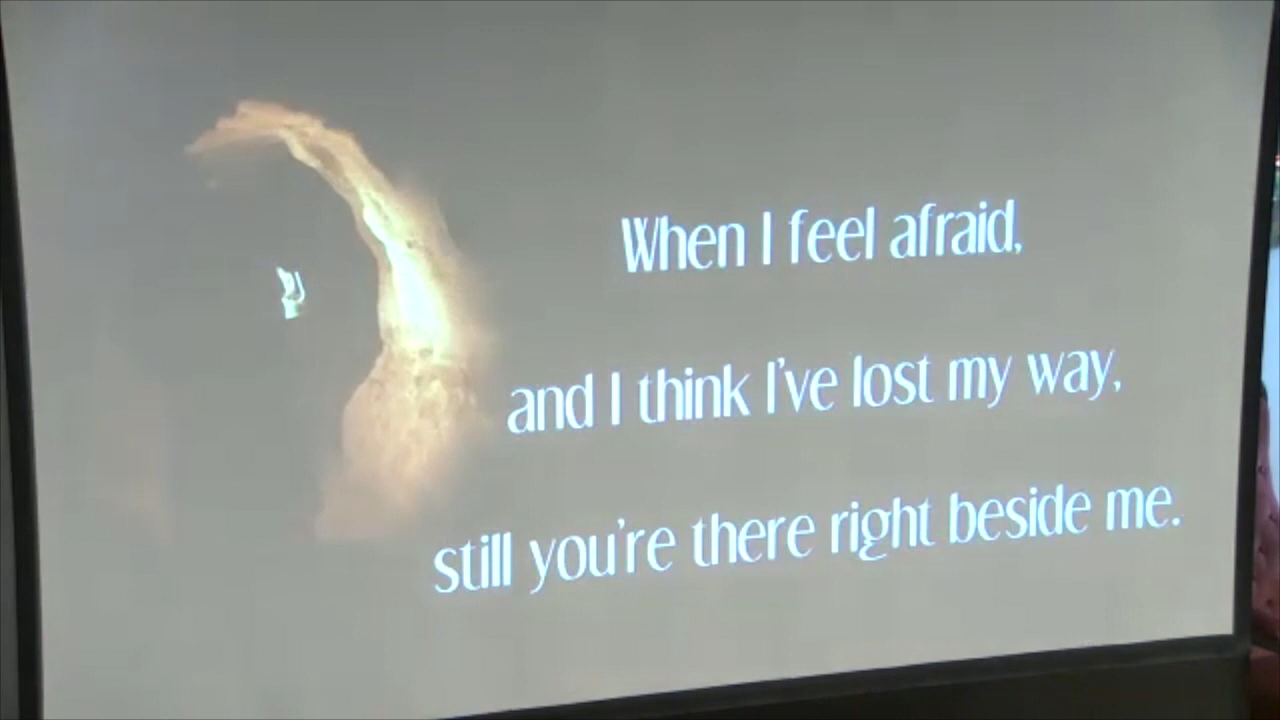 When I feel afraid,
and I think I've lost my way,
still you're there right beside me.